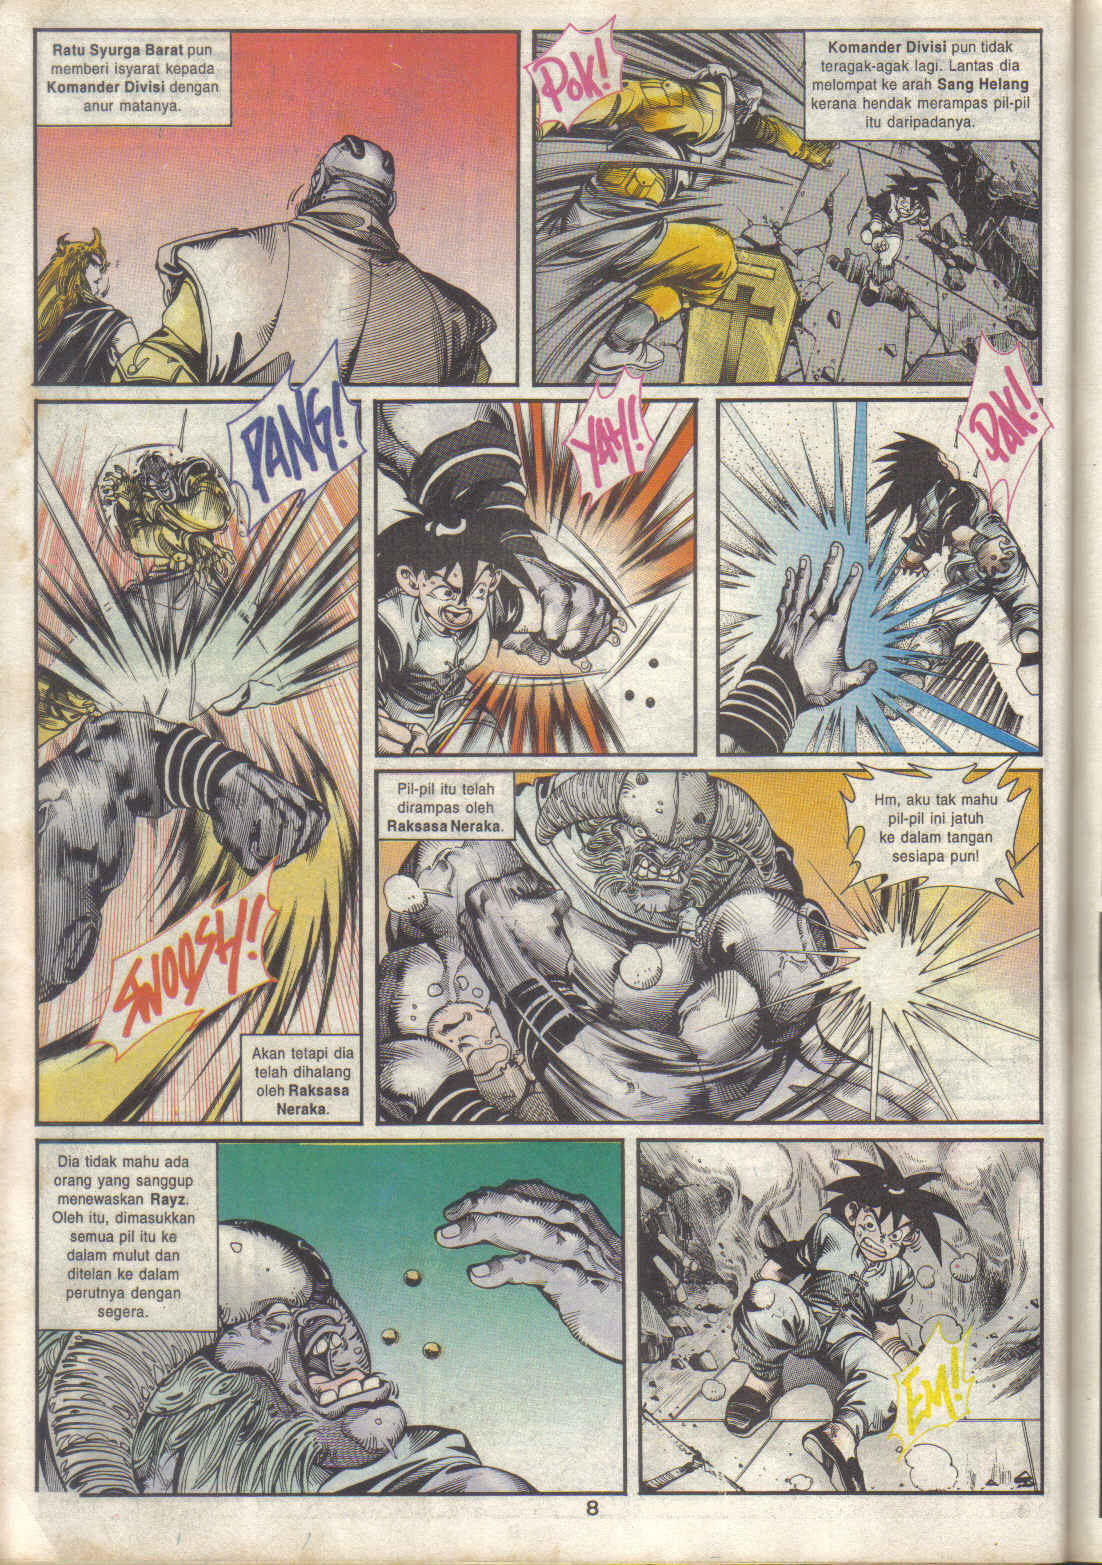 Ratu Syurga Barat pun
memberi isyarat kepada
Komander Divisi dengan
anur matanya.
POK!
Komander Divisi pun tidak
teragak-agak lagi. Lantas dia
melompat ke arah Sang Helang
kerana hendak merampas pil-pil
itu daripadanya.
PANG!
SWOOSH!!
Akan tetapi dia
telah dihalang
oleh Raksasa
Neraka.
YAH!
PAK!
Pil-pil itu telah
dirampas oleh
Raksasa Neraka.
Hm, aku tak mahu
pil-pil ini jatuh
ke dalam tangan
sesiapa pun!
Dia tidak mahu ada
orang yang sanggup
menewaskan Rayz.
Oleh itu, dimasukkan
semua pil itu ke
dalam mulut dan
ditelan ke dalam
perutnya dengan
segera.
EM!
8